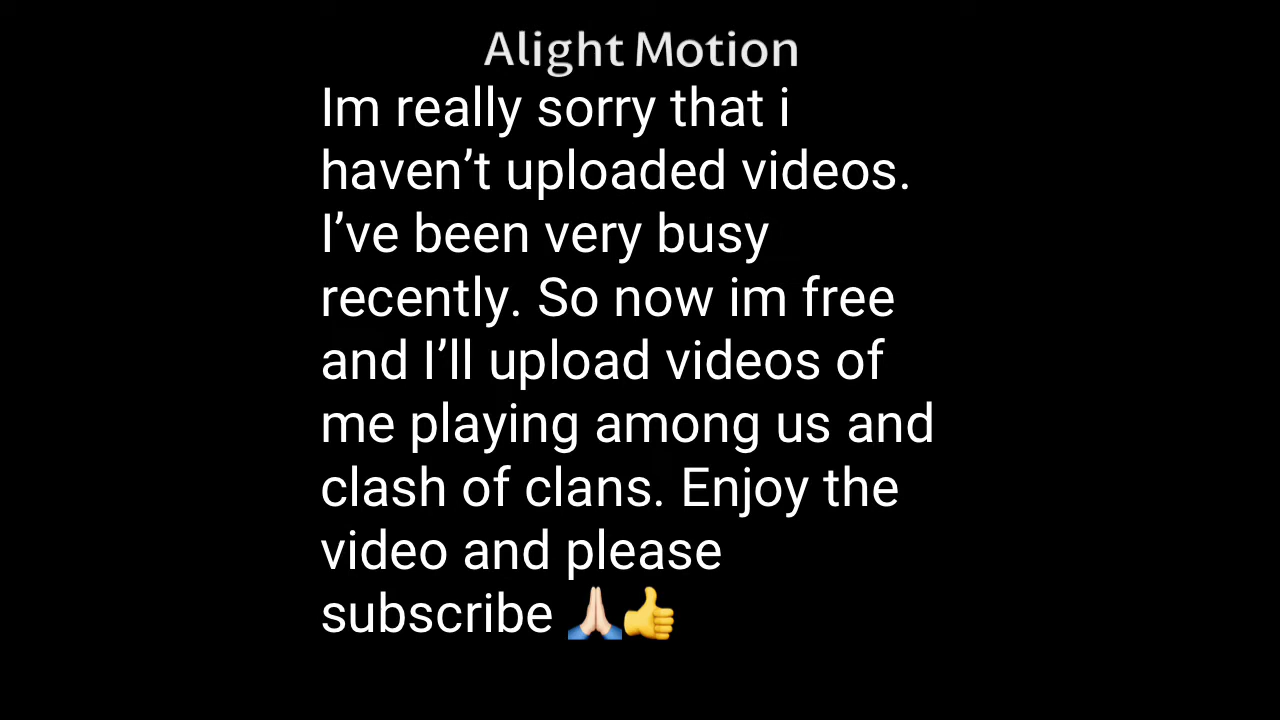 Alight Motion
Im really sorry that i
haven’t uploaded videos.
I’ve been very busy
recently. So now im free
and I’ll upload videos of
me playing among us and
clash of clans. Enjoy the
video and please
subscribe 🙏🏻👍